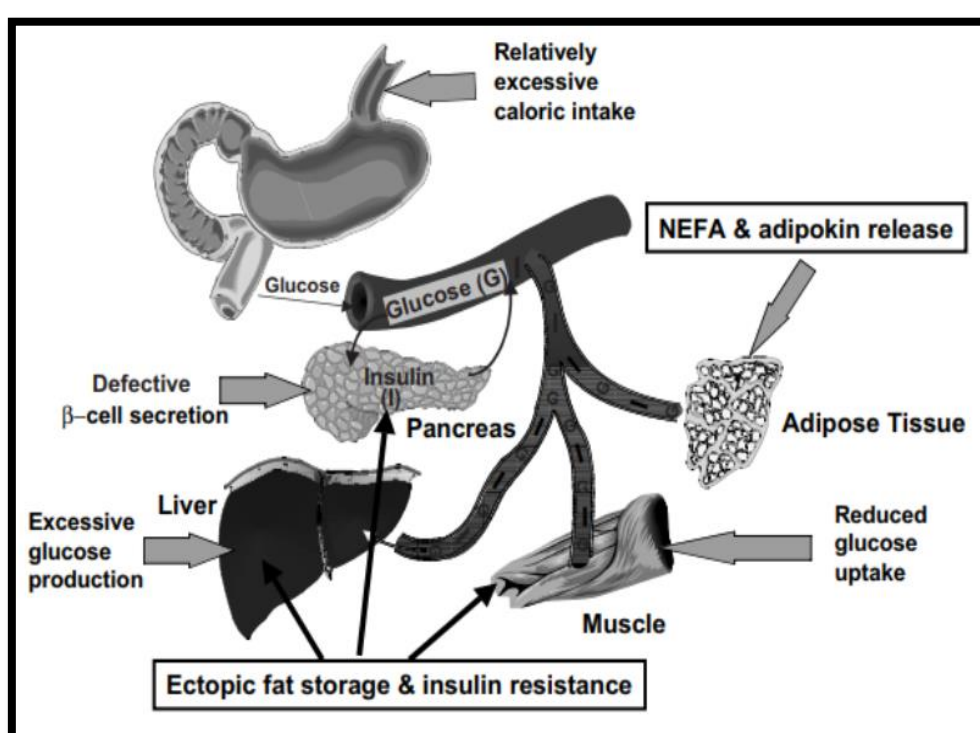 Relatively
excessive
caloric intake
NEFA & adipokin release
Glucose
Glucose (G)
I
Defective
β–cell secretion
Insulin
(I)
Pancreas
Adipose Tissue
Liver
Excessive
glucose
production
Reduced
glucose
uptake
Muscle
Ectopic fat storage & insulin resistance